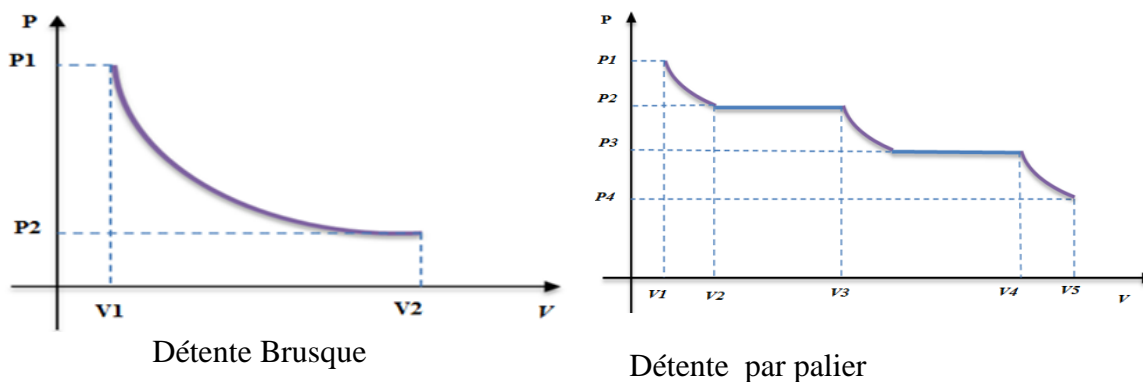 P
P1
P2
V1
V2
V
Détente Brusque
P
P1
P2
P3
P4
V1
V2
V3
V4
V5
V
Détente par palier